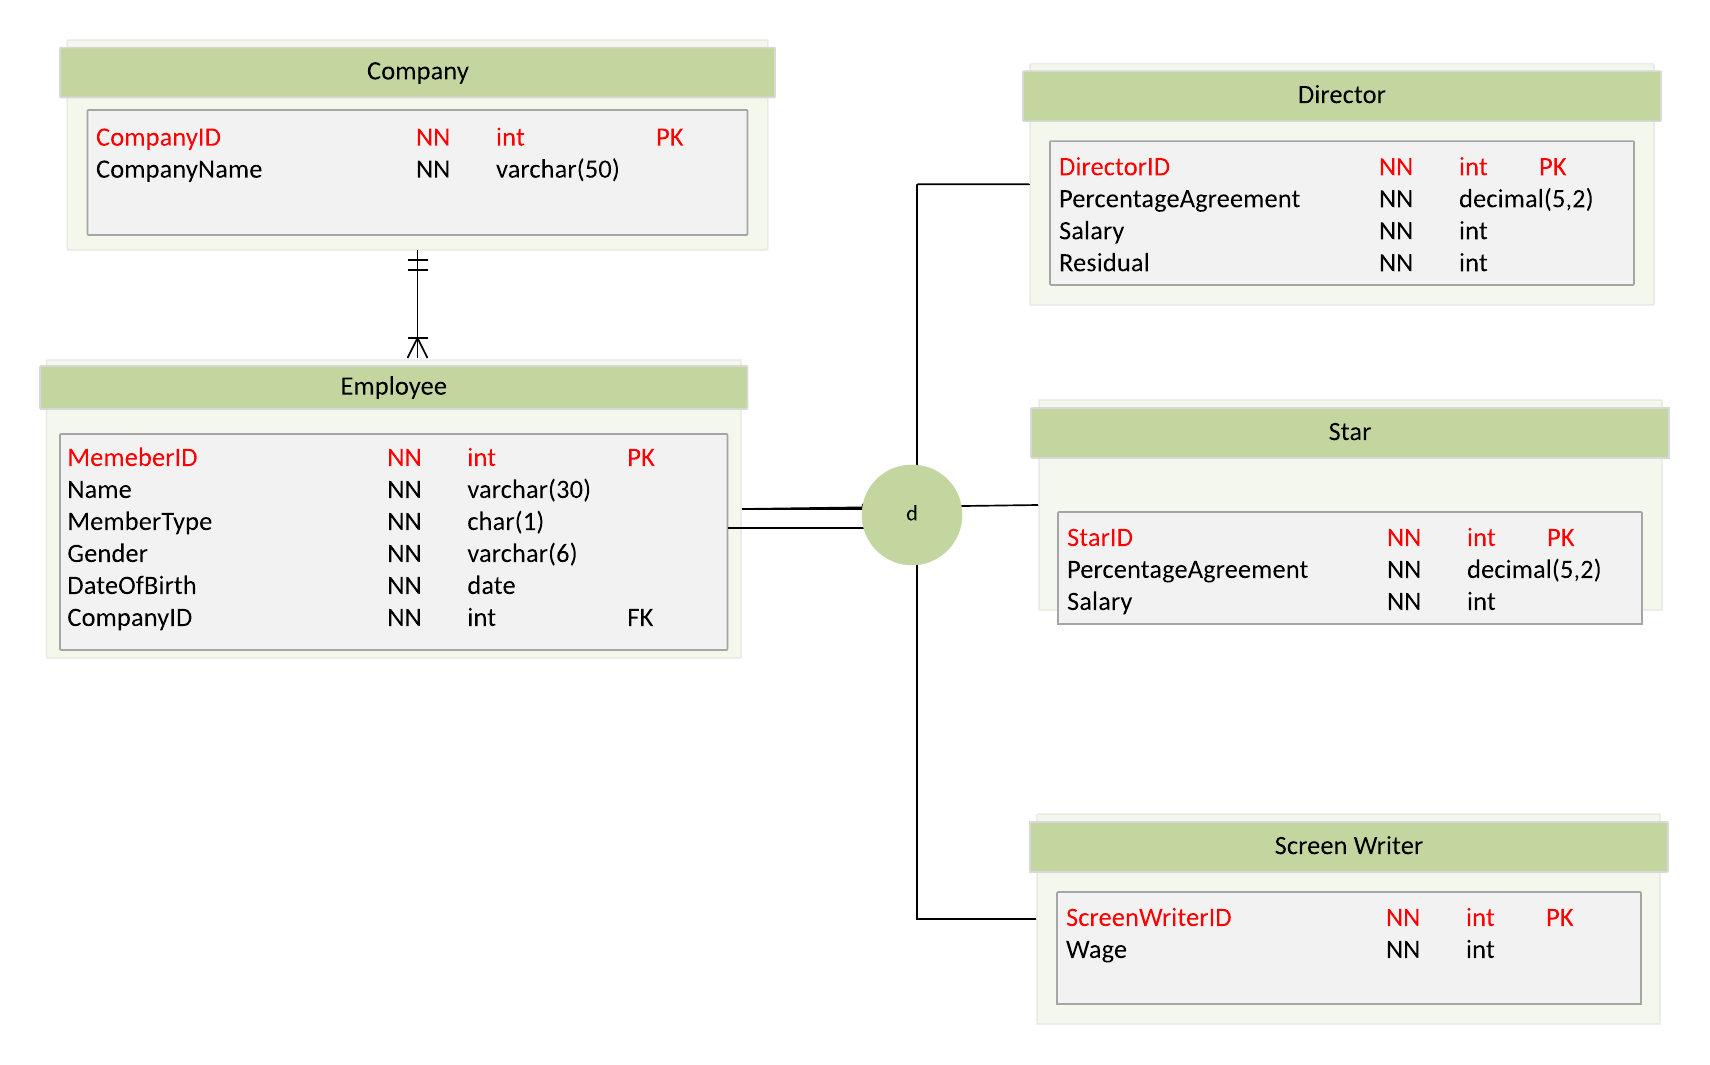 Company
CompanyID NN int PK
CompanyName NN varchar(50)
Employee
MemeberID NN int PK
Name NN varchar(30)
MemberType NN char(1)
Gender NN varchar(6)
DateOfBirth NN date
CompanyID NN int FK
d
Director
DirectorID NN int PK
PercentageAgreement NN decimal(5,2)
Salary NN int
Residual NN int
Star
StarID NN int PK
PercentageAgreement NN decimal(5,2)
Salary NN int
Screen Writer
ScreenWriterID NN int PK
Wage NN int